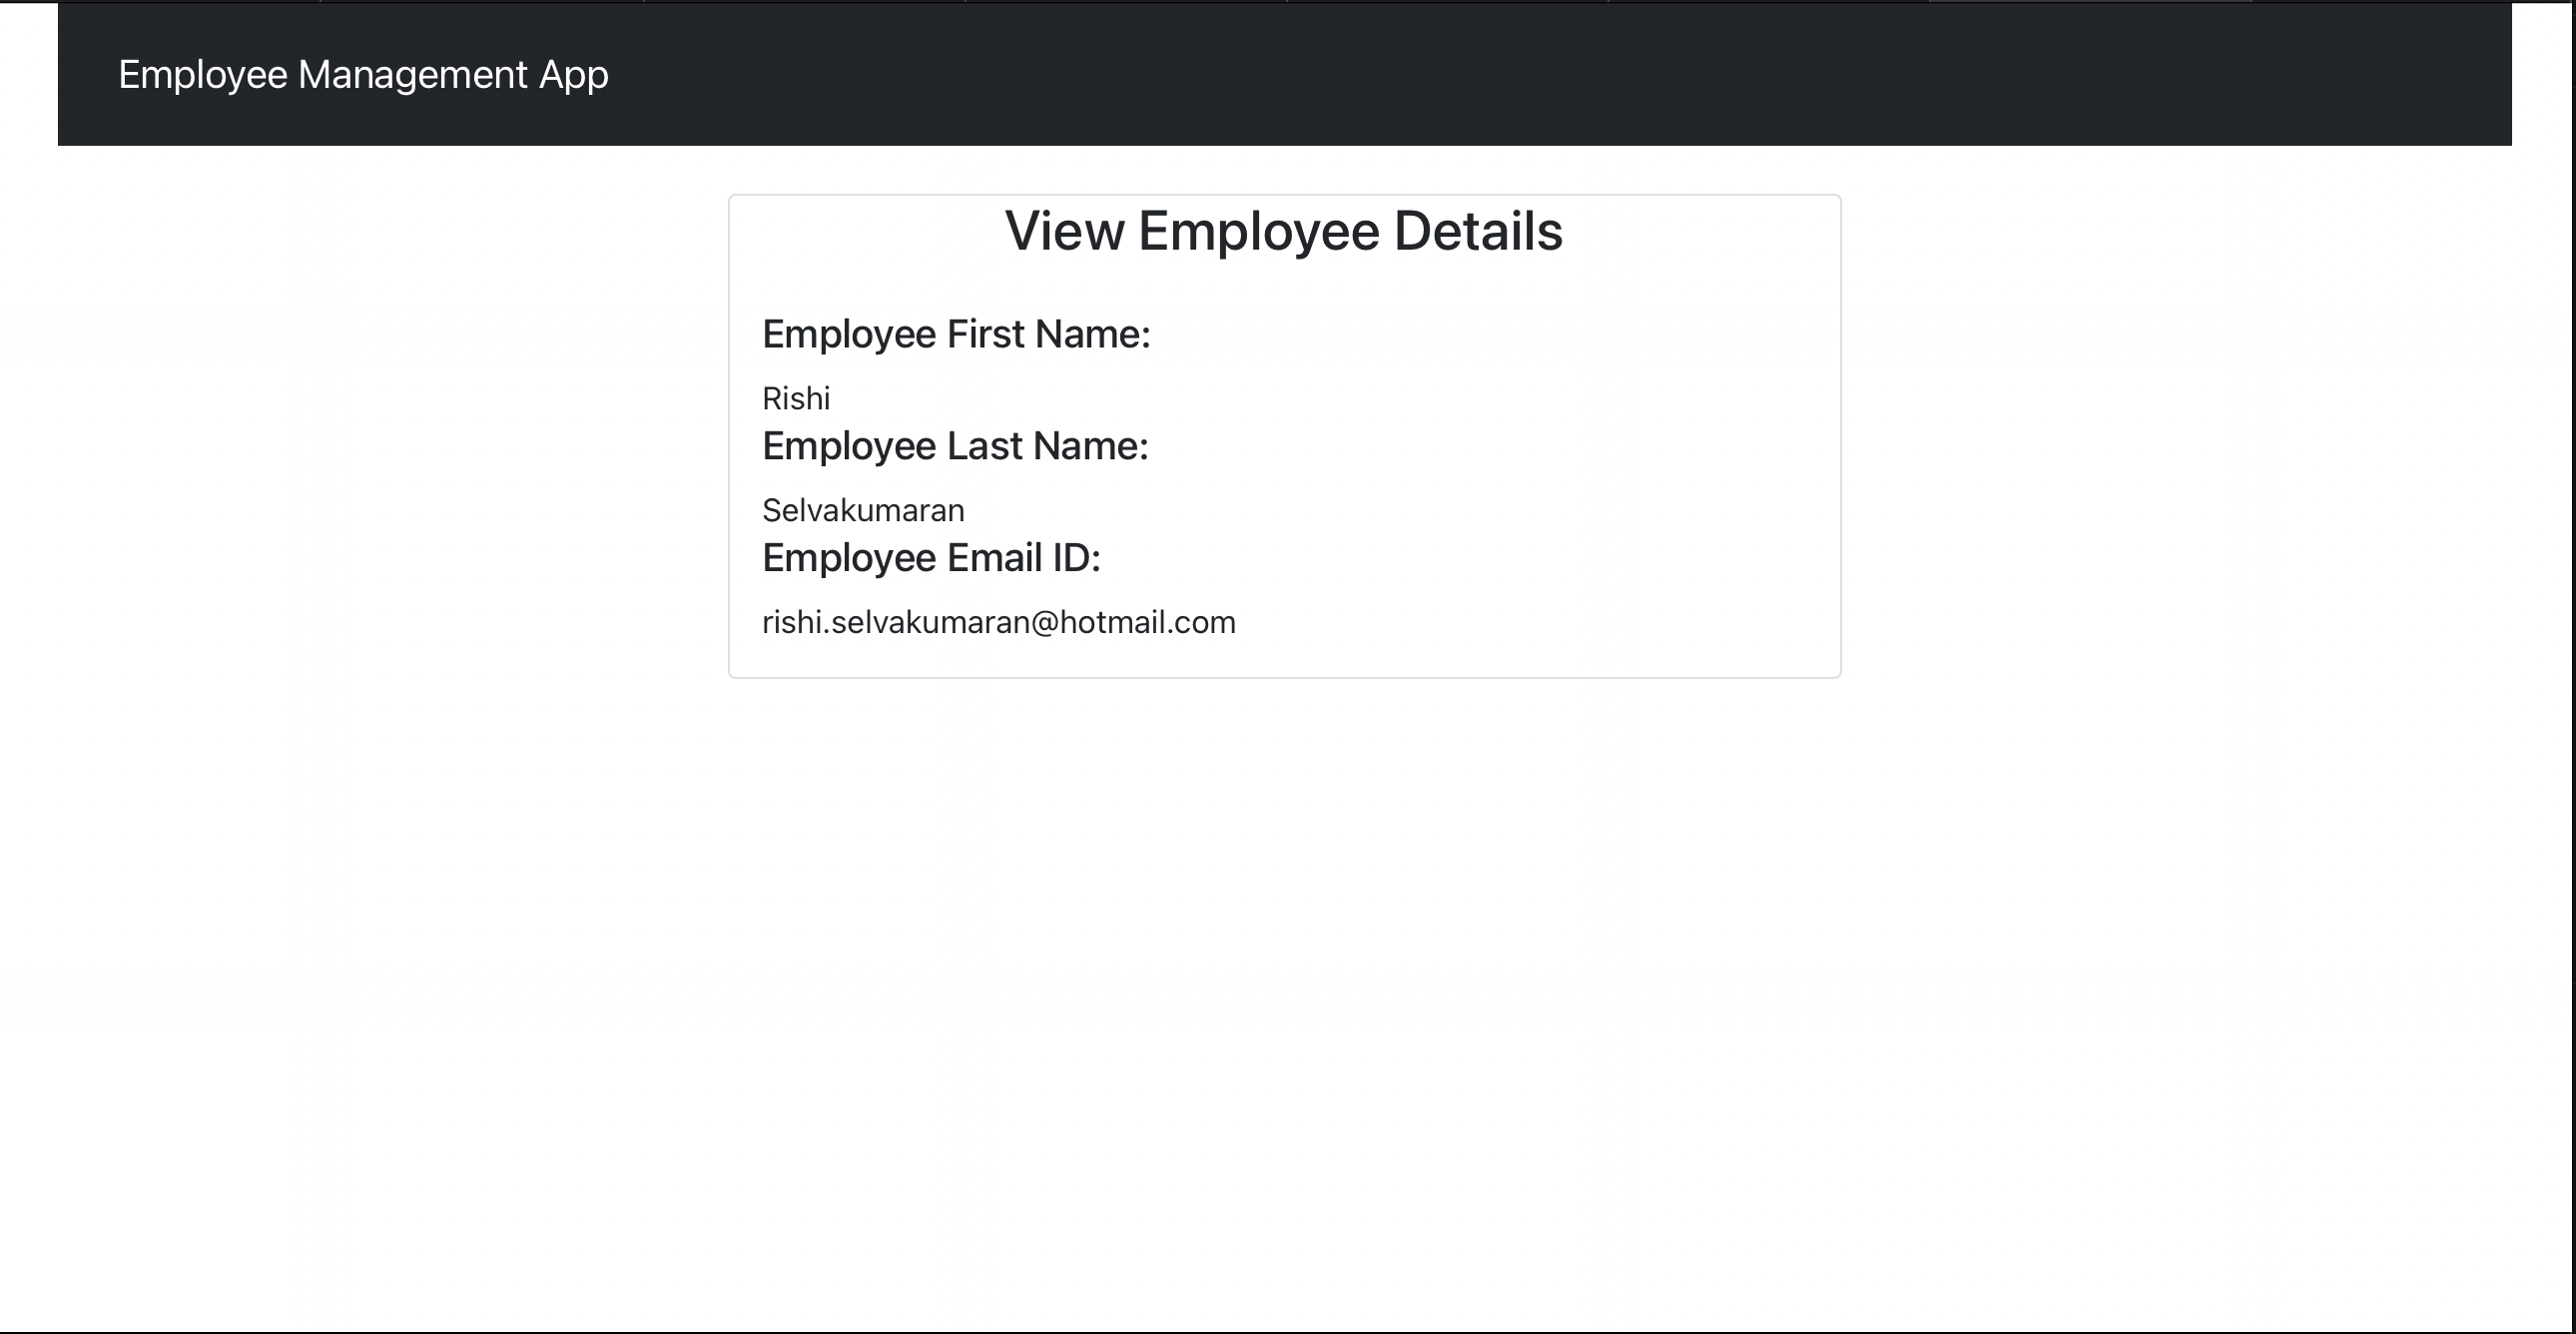 Employee Management App
View Employee Details
Employee First Name:
Rishi
Employee Last Name:
Selvakumaran
Employee Email ID:
rishi.selvakumaran@hotmail.com